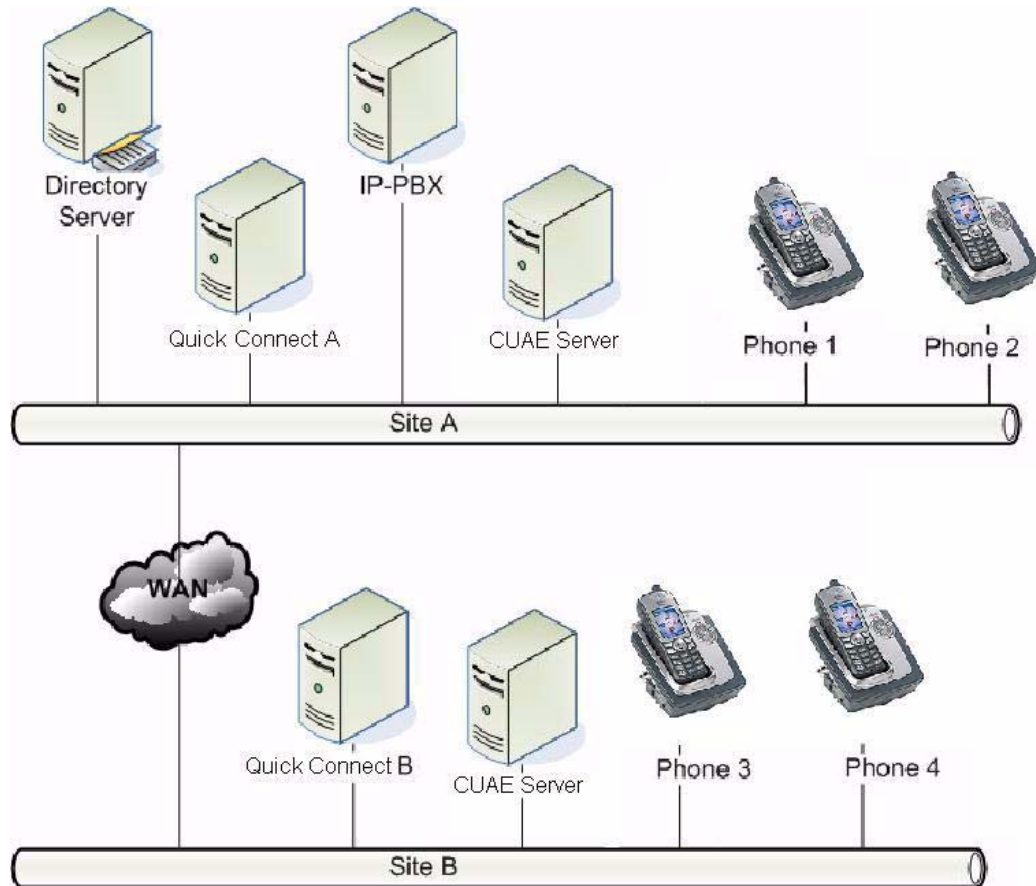 Directory
Server
IP-PBX
Quick Connect A
CUAE Server
Phone 1
Phone 2
Site A
WAN
Quick Connect B
CUAE Server
Phone 3
Phone 4
Site B